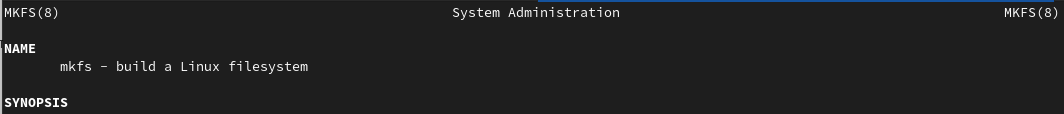 MKFS(8) System Administration MKFS(8)
NAME
mkfs - build a Linux filesystem
SYNOPSIS